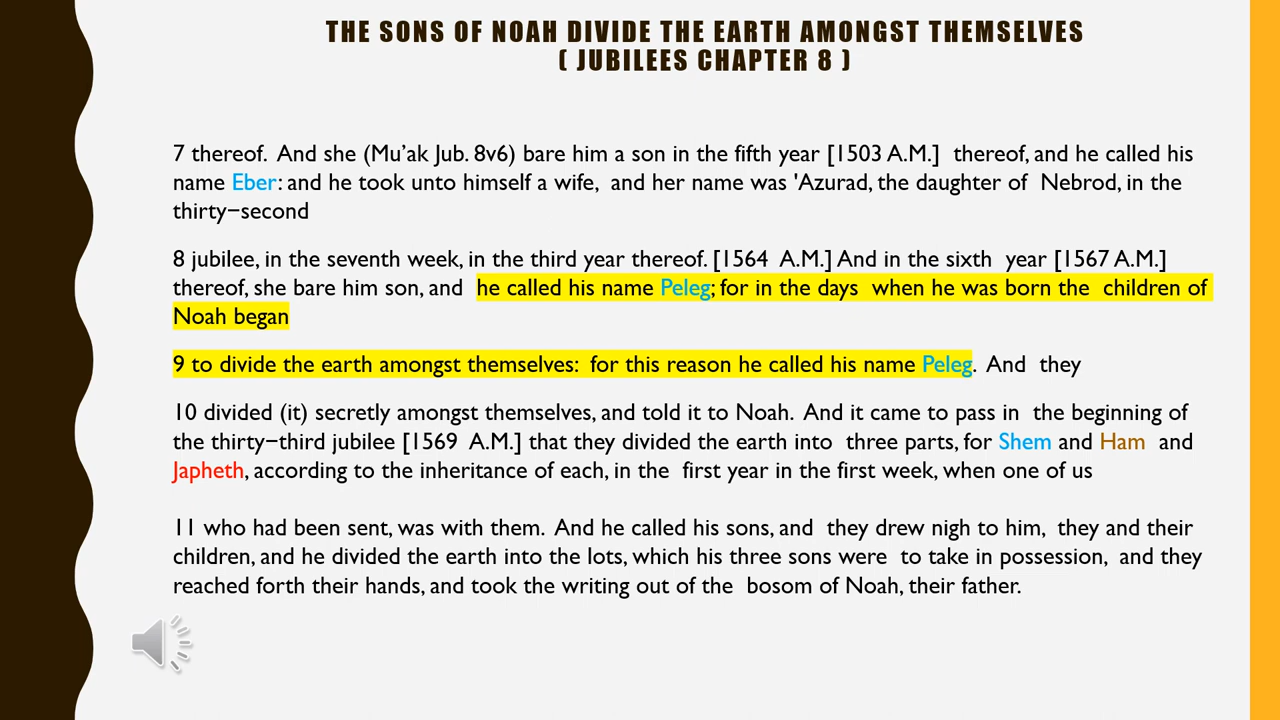 THE SONS OF NOAH DIVIDE THE EARTH AMONGST THEMSELVES
( JUBILEES CHAPTER 8 )
7 thereof. And she (Mu’ak Jub. 8v6) bare him a son in the fifth year [1503 A.M.] thereof, and he called his
name Eber: and he took unto himself a wife, and her name was 'Azurad, the daughter of Nebrod, in the
thirty−second
8 jubilee, in the seventh week, in the third year thereof. [1564 A.M.] And in the sixth year [1567 A.M.]
thereof, she bare him son, and he called his name Peleg; for in the days when he was born the children of
Noah began
9 to divide the earth amongst themselves: for this reason he called his name Peleg. And they
10 divided (it) secretly amongst themselves, and told it to Noah. And it came to pass in the beginning of
the thirty−third jubilee [1569 A.M.] that they divided the earth into three parts, for Shem and Ham and
Japheth, according to the inheritance of each, in the first year in the first week, when one of us
11 who had been sent, was with them. And he called his sons, and they drew nigh to him, they and their
children, and he divided the earth into the lots, which his three sons were to take in possession, and they
reached forth their hands, and took the writing out of the bosom of Noah, their father.